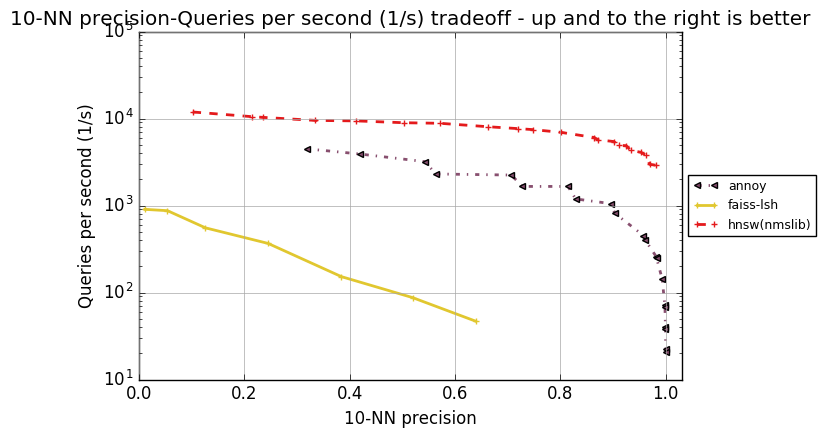 10-NN precision-Queries per second (1/s) tradeoff - up and to the right is better
Queries per second (1/s)
10^5
10^4
10^3
10^2
10^1
0.0 0.2 0.4 0.6 0.8 1.0
10-NN precision
annoy
faiss-lsh
hnsw(nmslib)